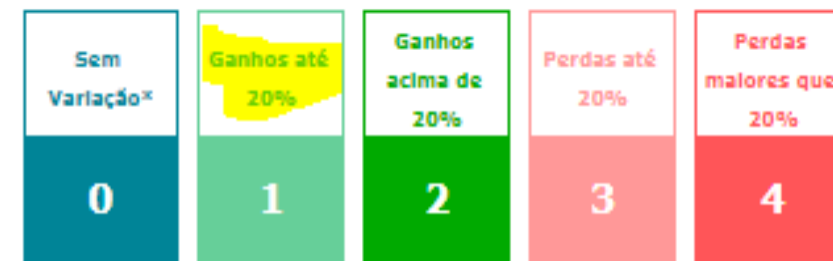 Sem
Variação*
Ganhos até
20%
Ganhos
acima de
20%
Perdas até
20%
Perdas
maiores que
20%
0
1
2
3
4